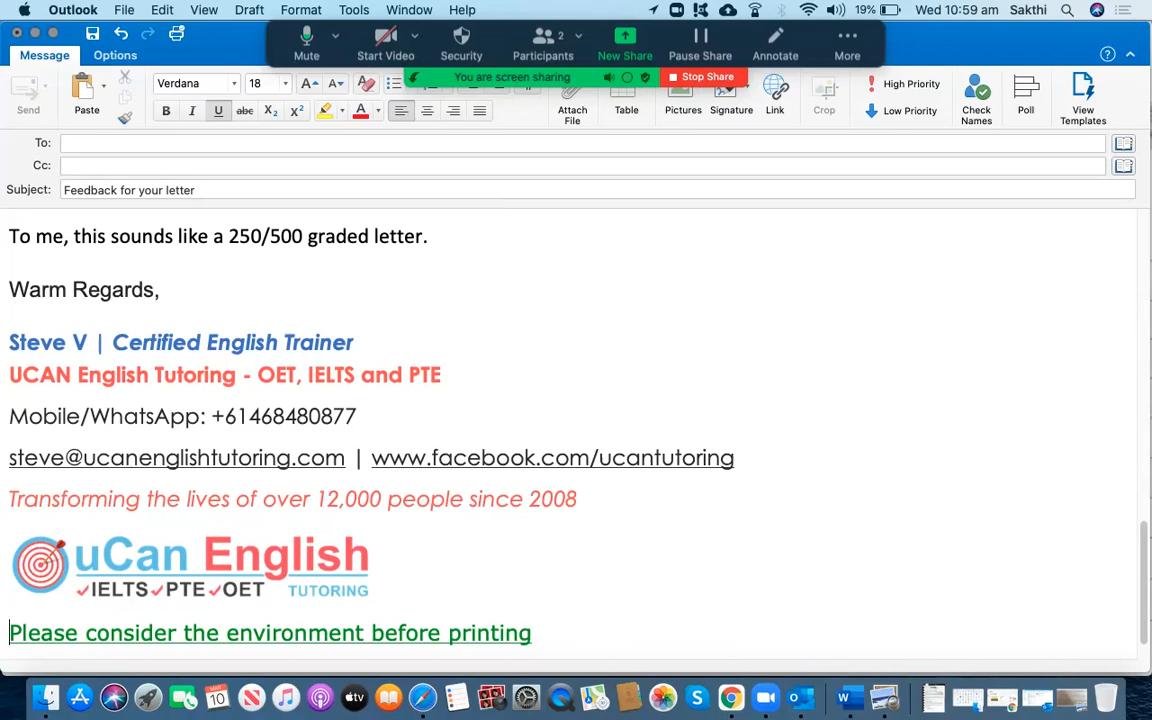 Outlook File Edit View Draft Format Tools Window Help 19% Wed 10:59 am Sakthi
Mute Start Video Security Participants 2 New Share Pause Share Annotate More
Message Options
You are screen sharing Stop Share
Verdana 18
Send Paste Attach File Table Pictures Signature Link Crop High Priority Low Priority Check Names Poll View Templates
B I U abc X₂ X² A
To:
Cc:
Subject: Feedback for your letter
To me, this sounds like a 250/500 graded letter.
Warm Regards,
Steve V | Certified English Trainer
UCAN English Tutoring - OET, IELTS and PTE
Mobile/WhatsApp: +61468480877
steve@ucanenglishtutoring.com | www.facebook.com/ucantutoring
Transforming the lives of over 12,000 people since 2008
uCan English
✓IELTS✓PTE✓OET TUTORING
Please consider the environment before printing